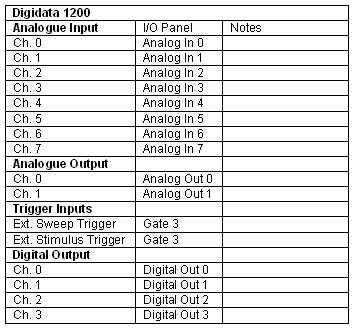 Digidata 1200
Analogue Input I/O Panel Notes
Ch. 0 Analog In 0
Ch. 1 Analog In 1
Ch. 2 Analog In 2
Ch. 3 Analog In 3
Ch. 4 Analog In 4
Ch. 5 Analog In 5
Ch. 6 Analog In 6
Ch. 7 Analog In 7
Analogue Output
Ch. 0 Analog Out 0
Ch. 1 Analog Out 1
Trigger Inputs
Ext. Sweep Trigger Gate 3
Ext. Stimulus Trigger Gate 3
Digital Output
Ch. 0 Digital Out 0
Ch. 1 Digital Out 1
Ch. 2 Digital Out 2
Ch. 3 Digital Out 3